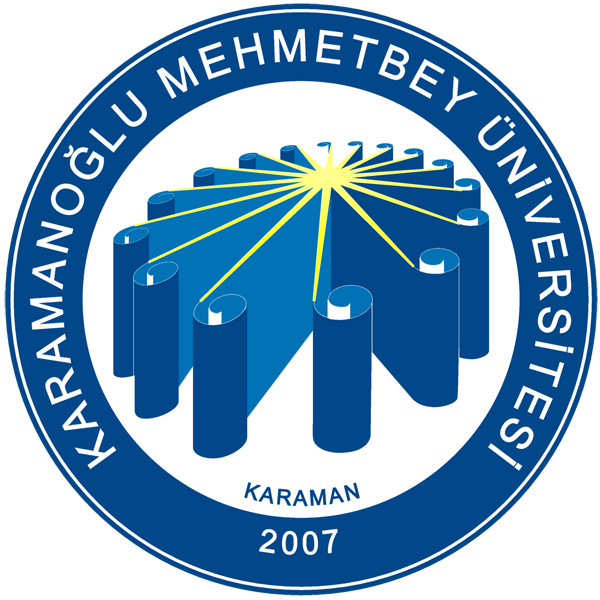 KARAMANOĞLU MEHMETBEY ÜNİVERSİTESİ
KARAMAN
2007